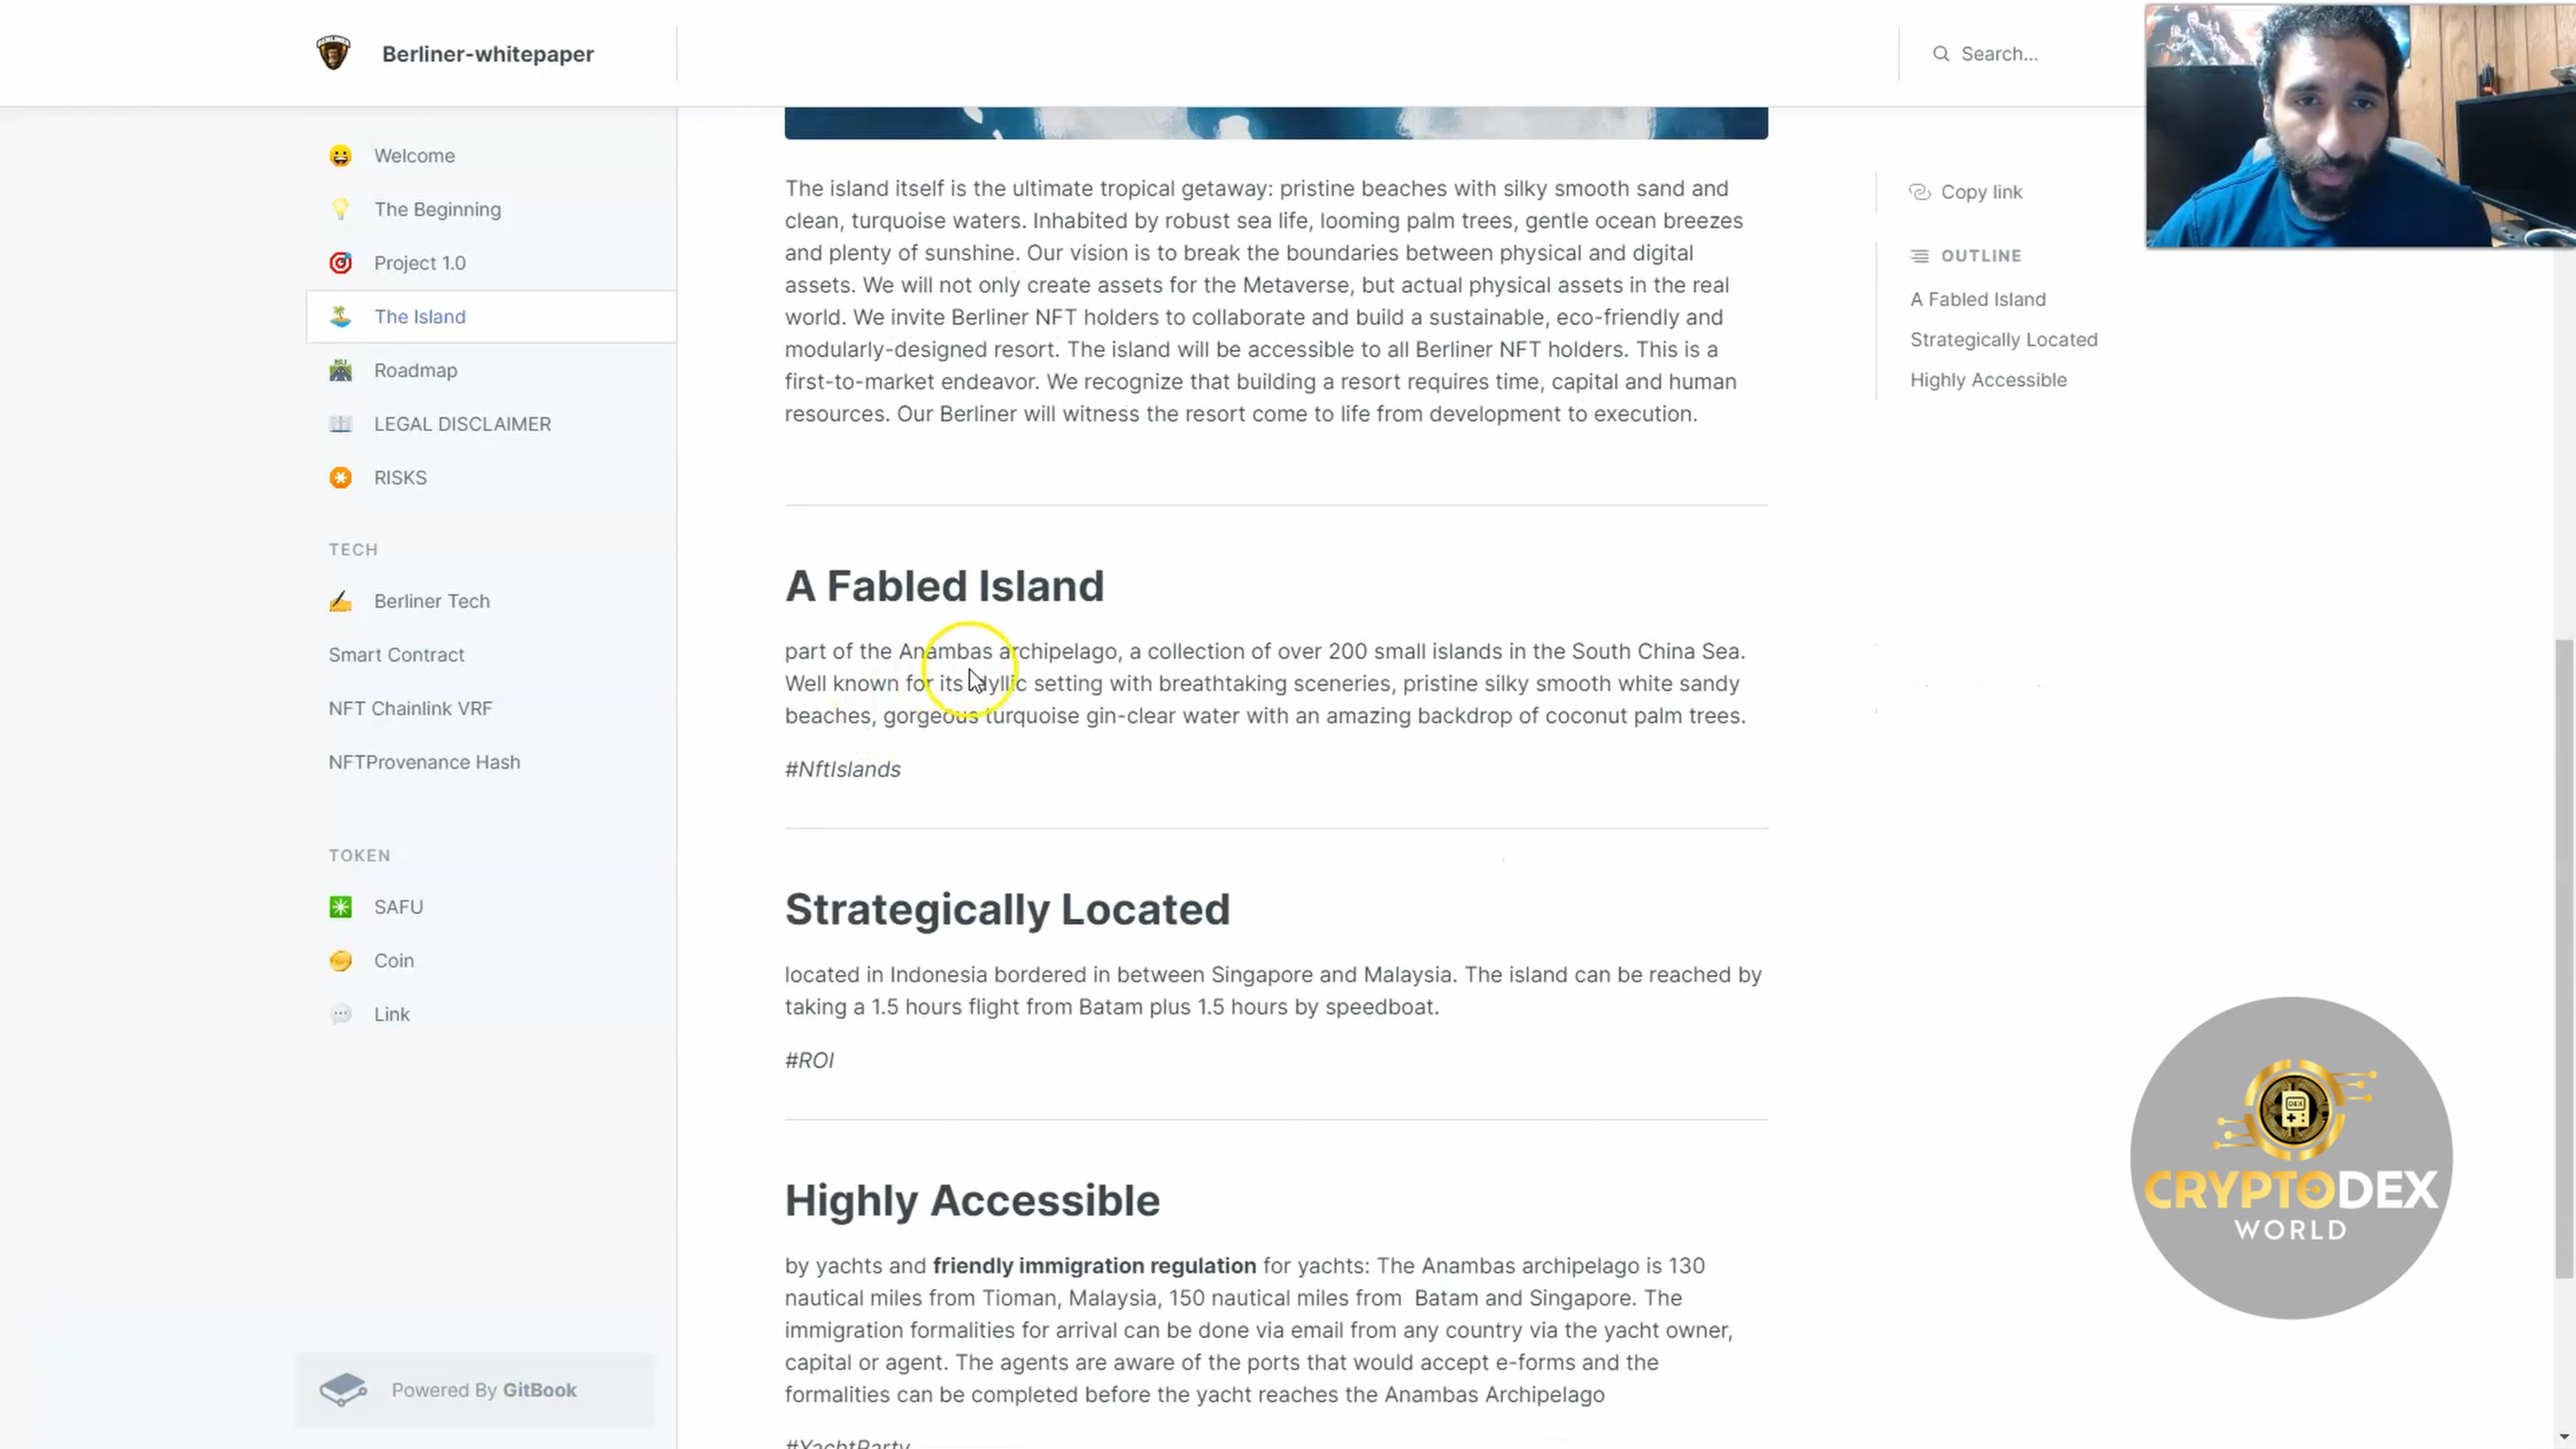 Berliner-whitepaper
Search...
Welcome
The Beginning
Project 1.0
The Island
Roadmap
LEGAL DISCLAIMER
RISKS
TECH
Berliner Tech
Smart Contract
NFT Chainlink VRF
NFTProvenance Hash
TOKEN
SAFU
Coin
Link
Powered By GitBook
The island itself is the ultimate tropical getaway: pristine beaches with silky smooth sand and
clean, turquoise waters. Inhabited by robust sea life, looming palm trees, gentle ocean breezes
and plenty of sunshine. Our vision is to break the boundaries between physical and digital
assets. We will not only create assets for the Metaverse, but actual physical assets in the real
world. We invite Berliner NFT holders to collaborate and build a sustainable, eco-friendly and
modularly-designed resort. The island will be accessible to all Berliner NFT holders. This is a
first-to-market endeavor. We recognize that building a resort requires time, capital and human
resources. Our Berliner will witness the resort come to life from development to execution.
A Fabled Island
part of the Anambas archipelago, a collection of over 200 small islands in the South China Sea.
Well known for its idyllic setting with breathtaking sceneries, pristine silky smooth white sandy
beaches, gorgeous turquoise gin-clear water with an amazing backdrop of coconut palm trees.
#NftIslands
Strategically Located
located in Indonesia bordered in between Singapore and Malaysia. The island can be reached by
taking a 1.5 hours flight from Batam plus 1.5 hours by speedboat.
#ROI
Highly Accessible
by yachts and friendly immigration regulation for yachts: The Anambas archipelago is 130
nautical miles from Tioman, Malaysia, 150 nautical miles from Batam and Singapore. The
immigration formalities for arrival can be done via email from any country via the yacht owner,
capital or agent. The agents are aware of the ports that would accept e-forms and the
formalities can be completed before the yacht reaches the Anambas Archipelago
#YachtParty
Copy link
OUTLINE
A Fabled Island
Strategically Located
Highly Accessible
DEX
CRYPTODEX
WORLD